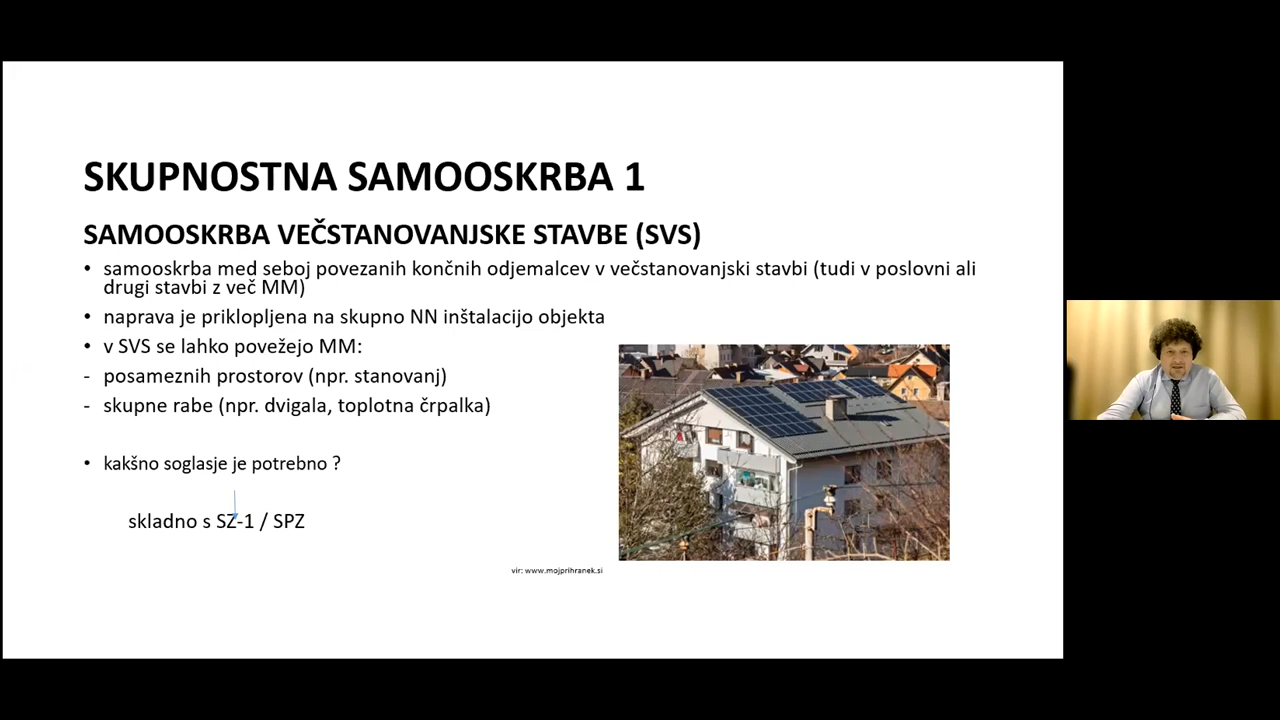 SKUPNOSTNA SAMOOSKRBA 1
SAMOOSKRBA VEČSTANOVANJSKE STAVBE (SVS)
• samooskrba med seboj povezanih končnih odjemalcev v večstanovanjski stavbi (tudi v poslovni ali
drugi stavbi z več MM)
• naprava je priklopljena na skupno NN inštalacijo objekta
• v SVS se lahko povežejo MM:
- posameznih prostorov (npr. stanovanj)
- skupne rabe (npr. dvigala, toplotna črpalka)
• kakšno soglasje je potrebno ?
skladno s SZ-1 / SPZ
vir: www.mojprihranek.si